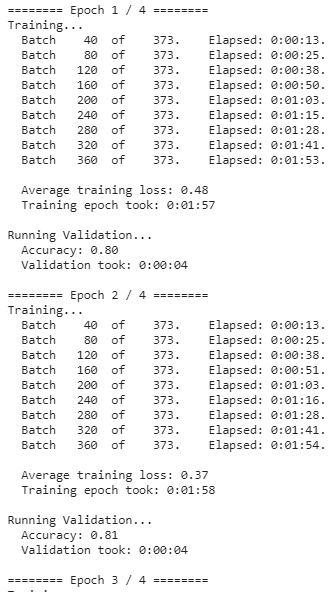 ======== Epoch 1 / 4 ========
Training...
  Batch    40  of    373.    Elapsed: 0:00:13.
  Batch    80  of    373.    Elapsed: 0:00:25.
  Batch   120  of    373.    Elapsed: 0:00:38.
  Batch   160  of    373.    Elapsed: 0:00:50.
  Batch   200  of    373.    Elapsed: 0:01:03.
  Batch   240  of    373.    Elapsed: 0:01:15.
  Batch   280  of    373.    Elapsed: 0:01:28.
  Batch   320  of    373.    Elapsed: 0:01:41.
  Batch   360  of    373.    Elapsed: 0:01:53.

  Average training loss: 0.48
  Training epoch took: 0:01:57

Running Validation...
  Accuracy: 0.80
  Validation took: 0:00:04

======== Epoch 2 / 4 ========
Training...
  Batch    40  of    373.    Elapsed: 0:00:13.
  Batch    80  of    373.    Elapsed: 0:00:25.
  Batch   120  of    373.    Elapsed: 0:00:38.
  Batch   160  of    373.    Elapsed: 0:00:51.
  Batch   200  of    373.    Elapsed: 0:01:03.
  Batch   240  of    373.    Elapsed: 0:01:16.
  Batch   280  of    373.    Elapsed: 0:01:28.
  Batch   320  of    373.    Elapsed: 0:01:41.
  Batch   360  of    373.    Elapsed: 0:01:54.

  Average training loss: 0.37
  Training epoch took: 0:01:58

Running Validation...
  Accuracy: 0.81
  Validation took: 0:00:04

======== Epoch 3 / 4 ========